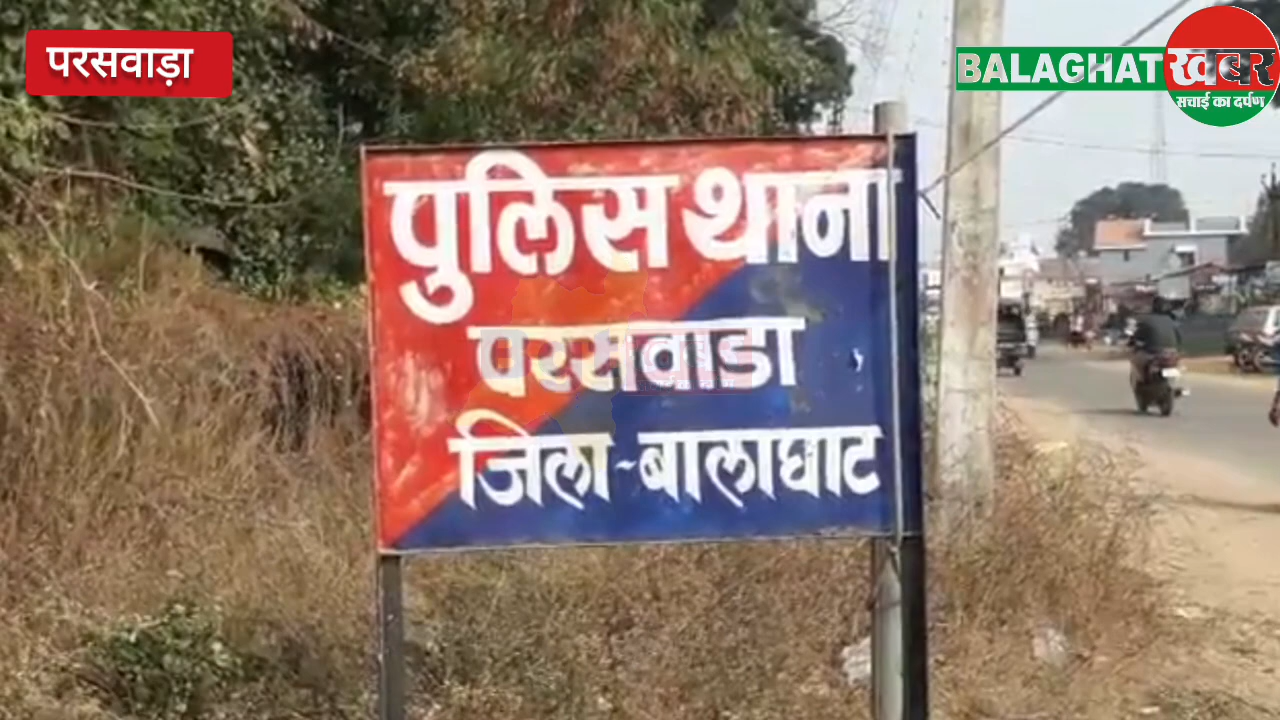 परसवाड़ा
BALAGHAT खबर
सच्चाई का दर्पण
पुलिस थाना
परसवाडा
जिला-बालाघाट